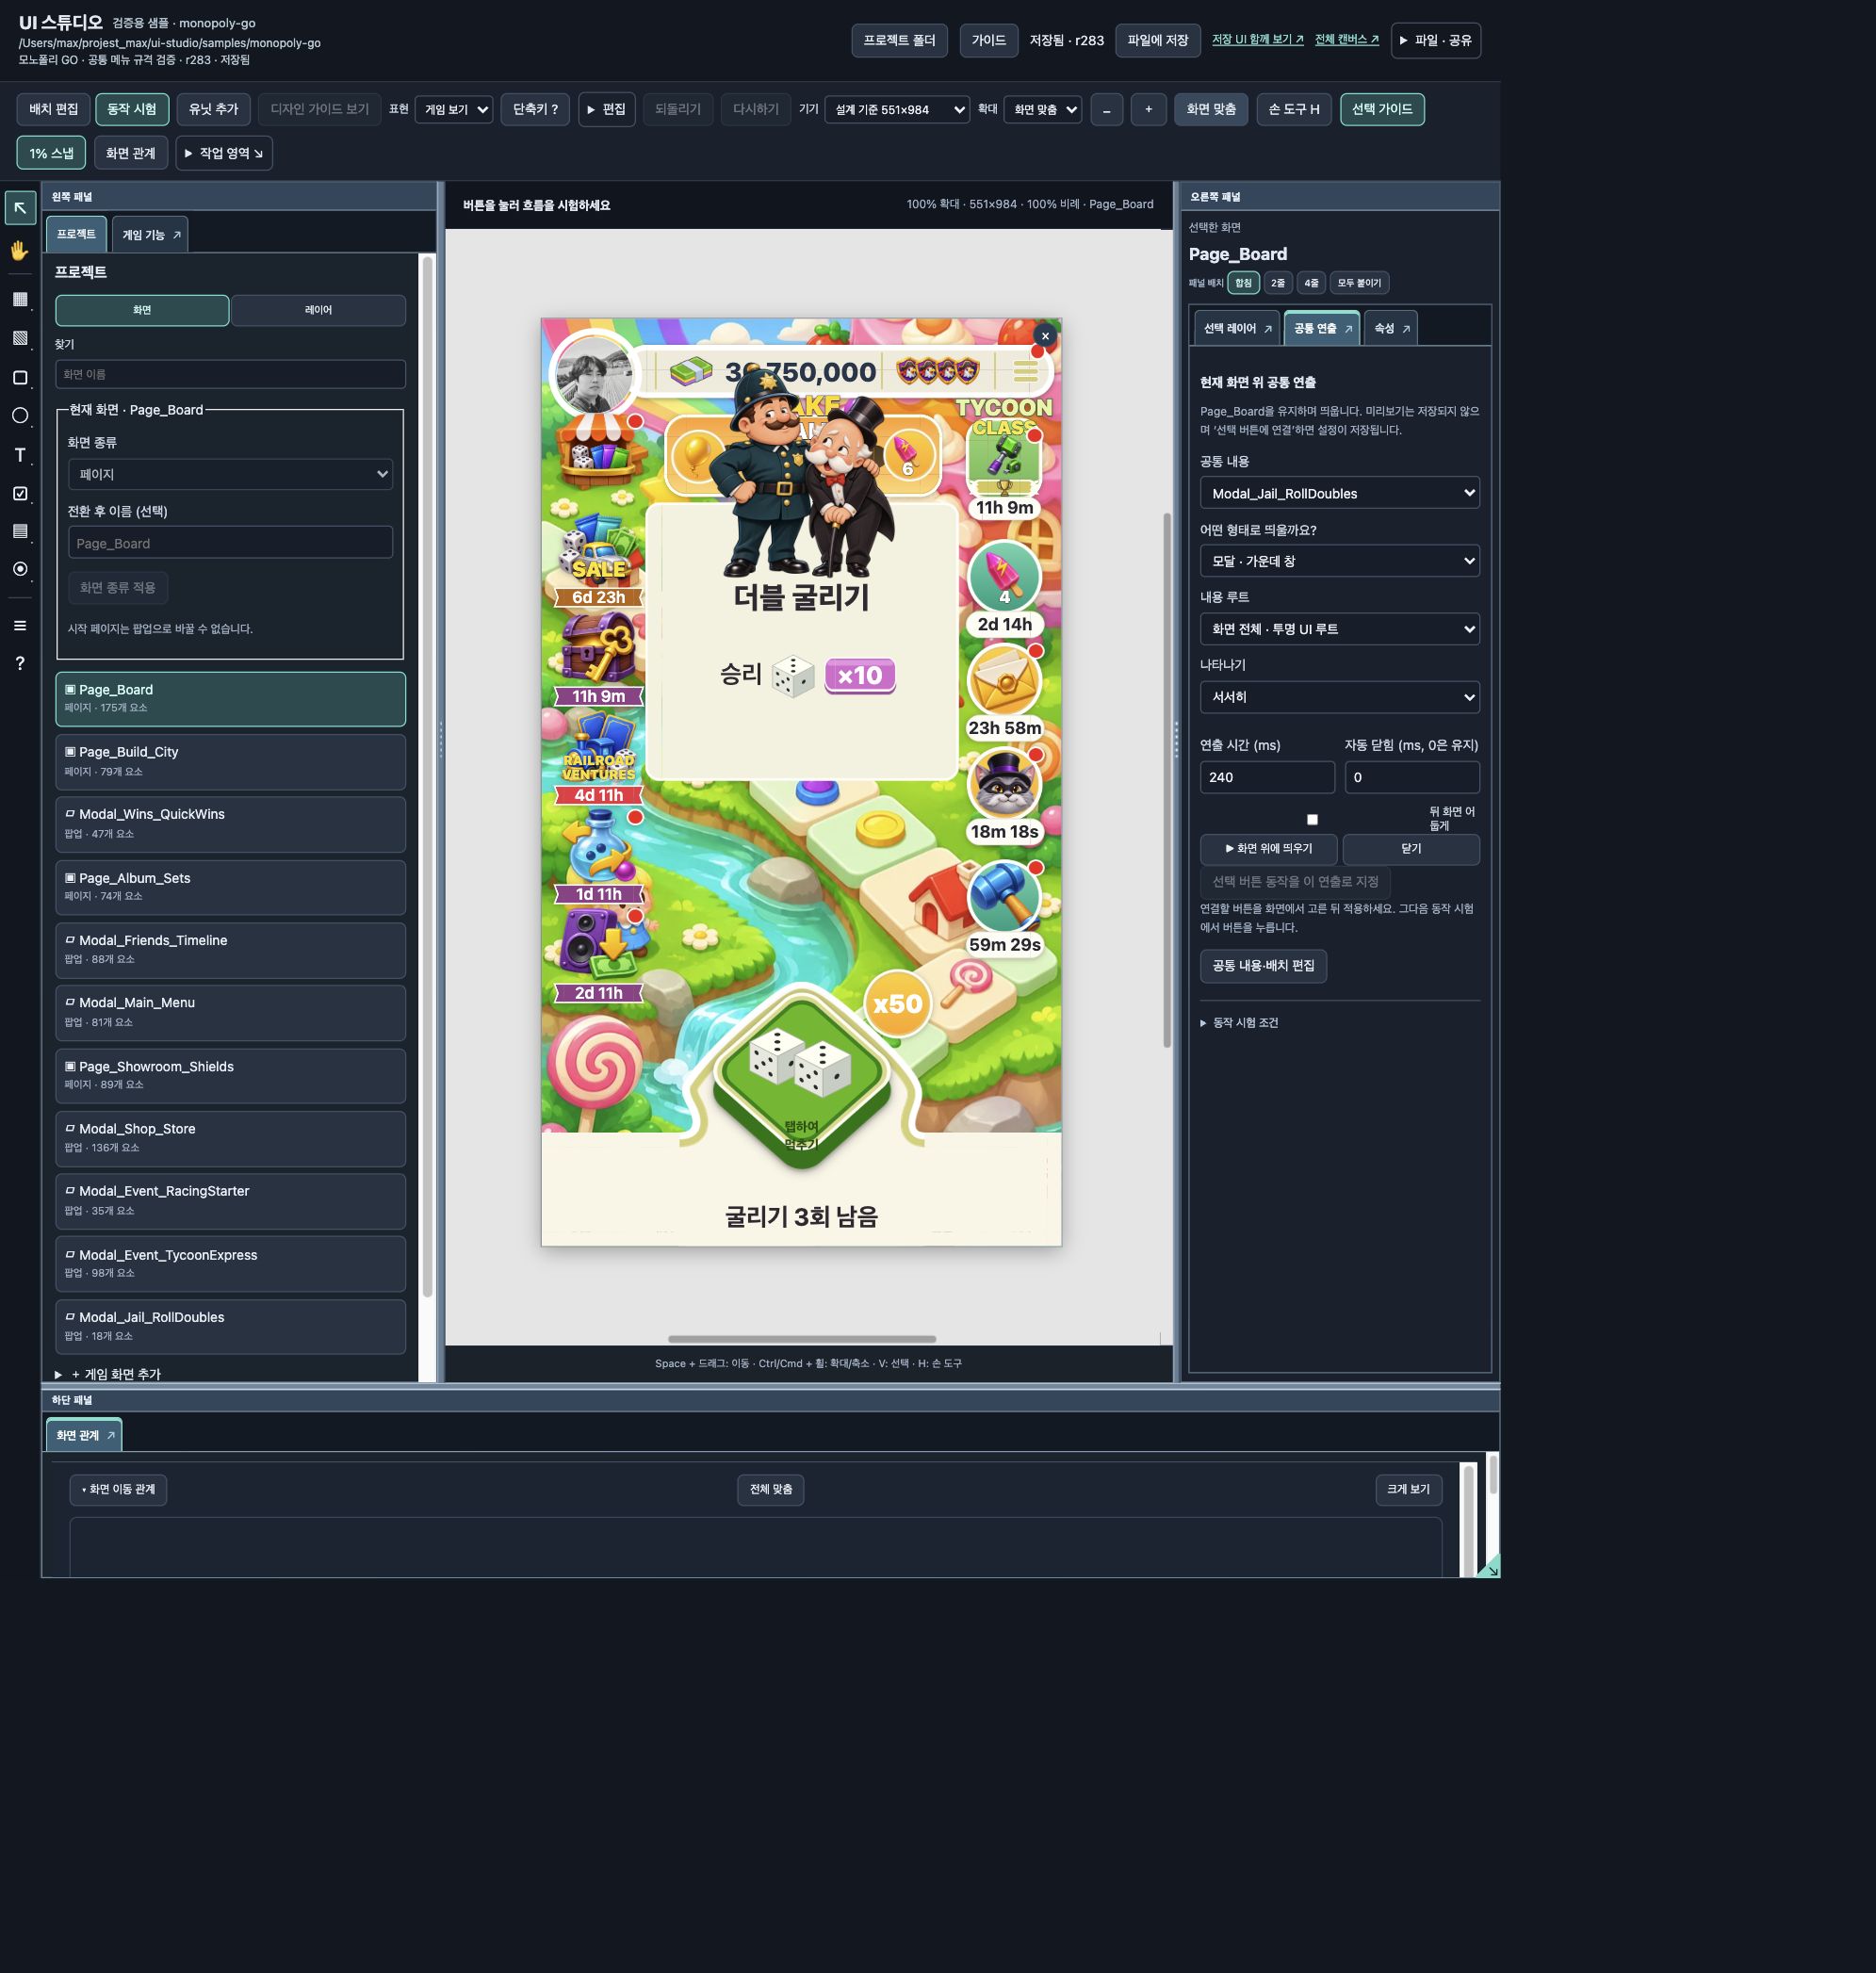 UI 스튜디오 검증용 샘플 · monopoly-go
/Users/max/projest_max/ui-studio/samples/monopoly-go
모노폴리 GO · 공통 메뉴 규격 검증 · r283 · 저장됨
프로젝트 폴더 가이드 저장됨 · r283 파일에 저장 저장 UI 함께 보기 ↗ 전체 캔버스 ↗ ▶ 파일 · 공유
배치 편집 동작 시험 유닛 추가 디자인 가이드 보기 표현 게임 보기 단축키 ? ▶ 편집 되돌리기 다시하기 기기 설계 기준 551×984 확대 화면 맞춤 − + 화면 맞춤 손 도구 H 선택 가이드
1% 스냅 화면 관계 ▶ 작업 영역 ↘
왼쪽 패널
프로젝트 게임 기능 ↗
프로젝트
화면 레이어
찾기
화면 이름
현재 화면 · Page_Board
화면 종류
페이지
전환 후 이름 (선택)
Page_Board
화면 종류 적용
시작 페이지는 팝업으로 바꿀 수 없습니다.
Page_Board
페이지 · 175개 요소
Page_Build_City
페이지 · 79개 요소
Modal_Wins_QuickWins
팝업 · 47개 요소
Page_Album_Sets
페이지 · 74개 요소
Modal_Friends_Timeline
팝업 · 88개 요소
Modal_Main_Menu
팝업 · 81개 요소
Page_Showroom_Shields
페이지 · 89개 요소
Modal_Shop_Store
팝업 · 136개 요소
Modal_Event_RacingStarter
팝업 · 35개 요소
Modal_Event_TycoonExpress
팝업 · 98개 요소
Modal_Jail_RollDoubles
팝업 · 18개 요소
▶ + 게임 화면 추가
T
?
버튼을 눌러 흐름을 시험하세요 100% 확대 · 551×984 · 100% 비례 · Page_Board
×
750,000
TYCOON
CLASS
6
11h 9m
SALE
6d 23h
11h 9m
RAILROAD
VENTURES
4d 11h
1d 11h
2d 11h
더블 굴리기
승리 ×10
4
2d 14h
23h 58m
18m 18s
59m 29s
x50
탭하여
멈추기
굴리기 3회 남음
Space + 드래그: 이동 · Ctrl/Cmd + 휠: 확대/축소 · V: 선택 · H: 손 도구
오른쪽 패널
선택한 화면
Page_Board
패널 배치 합침 2줄 4줄 모두 붙이기
선택 레이어 ↗ 공통 연출 ↗ 속성 ↗
현재 화면 위 공통 연출
Page_Board을 유지하며 띄웁니다. 미리보기는 저장되지 않으
며 '선택 버튼에 연결'하면 설정이 저장됩니다.
공통 내용
Modal_Jail_RollDoubles
어떤 형태로 띄울까요?
모달 · 가운데 창
내용 루트
화면 전체 · 투명 UI 루트
나타나기
서서히
연출 시간 (ms) 자동 닫힘 (ms, 0은 유지)
240 0
뒤 화면 어
둡게
▶ 화면 위에 띄우기 닫기
선택 버튼 동작을 이 연출로 지정
연결할 버튼을 화면에서 고른 뒤 적용하세요. 그다음 동작 시험
에서 버튼을 누릅니다.
공통 내용·배치 편집
▶ 동작 시험 조건
하단 패널
화면 관계 ↗
▾ 화면 이동 관계 전체 맞춤 크게 보기